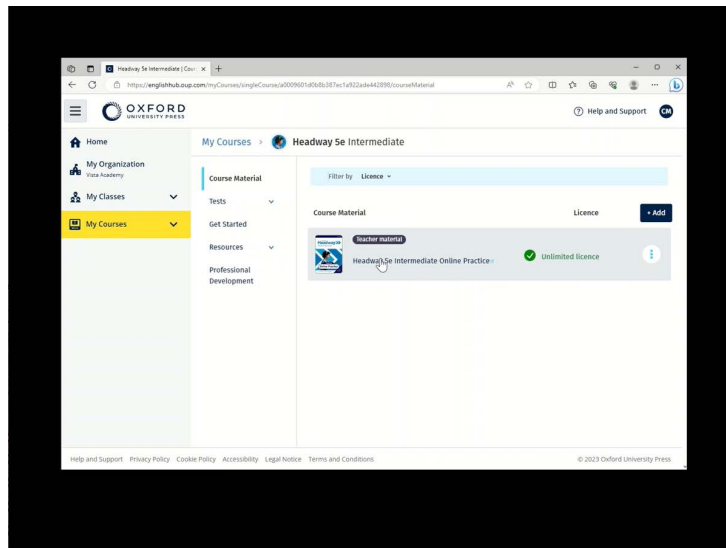 Headway 5e Intermediate | Cour
https://englishhub.oup.com/myCourses/singleCourse/a0009601d0b8b387ec1a922ade442898/courseMaterial
OXFORD
UNIVERSITY PRESS
Help and Support
CM
Home
My Organization
Vista Academy
My Classes
My Courses
My Courses > Headway 5e Intermediate
Course Material
Tests
Get Started
Resources
Professional
Development
Filter by Licence
Course Material
Licence
+ Add
Teacher material
Headway 5e Intermediate Online Practice
Unlimited licence
Help and Support Privacy Policy Cookie Policy Accessibility Legal Notice Terms and Conditions
© 2023 Oxford University Press